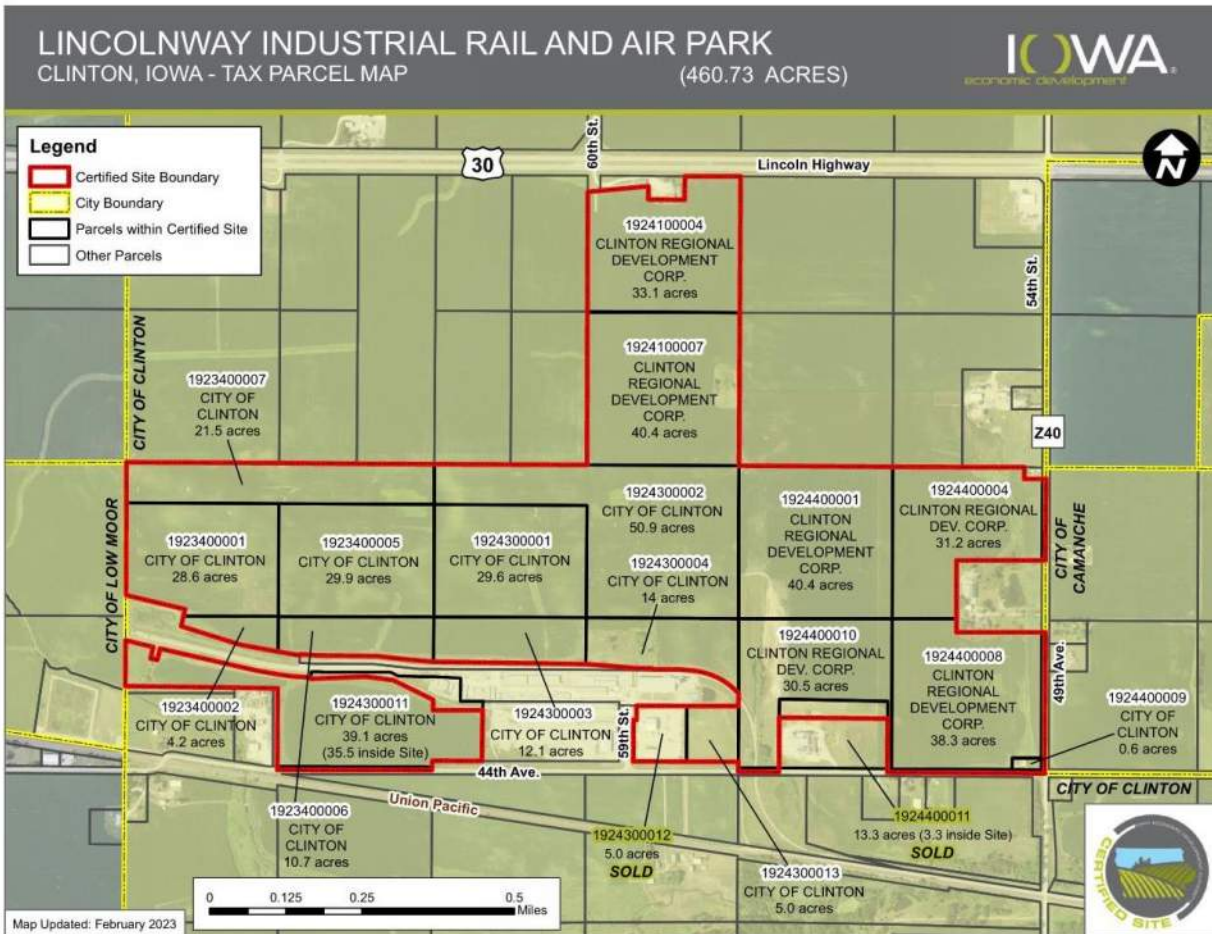 LINCOLNWAY INDUSTRIAL RAIL AND AIR PARK
CLINTON, IOWA - TAX PARCEL MAP
(460.73 ACRES)
IOWA
economic development
Legend
Certified Site Boundary
City Boundary
Parcels within Certified Site
Other Parcels
30
60th St.
Lincoln Highway
N
1924100004
CLINTON REGIONAL
DEVELOPMENT
CORP.
33.1 acres
54th St.
1924100007
CLINTON
REGIONAL
DEVELOPMENT
CORP.
40.4 acres
CITY OF CLINTON
1923400007
CITY OF
CLINTON
21.5 acres
Z40
CITY OF LOW MOOR
1923400001
CITY OF CLINTON
28.6 acres
1923400005
CITY OF CLINTON
29.9 acres
1924300001
CITY OF CLINTON
29.6 acres
1924300002
CITY OF CLINTON
50.9 acres
1924300004
CITY OF CLINTON
14 acres
1924400001
CLINTON
REGIONAL
DEVELOPMENT
CORP.
40.4 acres
1924400004
CLINTON REGIONAL
DEV. CORP.
31.2 acres
CITY OF
CAMANCHE
1924400010
CLINTON REGIONAL
DEV. CORP.
30.5 acres
1924400008
CLINTON
REGIONAL
DEVELOPMENT
CORP.
38.3 acres
49th Ave.
1924400009
CITY OF
CLINTON
0.6 acres
1923400002
CITY OF CLINTON
4.2 acres
1924300011
CITY OF CLINTON
39.1 acres
(35.5 inside Site)
1924300003
CITY OF CLINTON
12.1 acres
59th St.
44th Ave.
CITY OF CLINTON
Union Pacific
1923400006
CITY OF
CLINTON
10.7 acres
1924300012
5.0 acres
SOLD
1924400011
13.3 acres (3.3 inside Site)
SOLD
1924300013
CITY OF CLINTON
5.0 acres
0 0.125 0.25 0.5
Miles
Map Updated: February 2023
CERTIFIED SITE